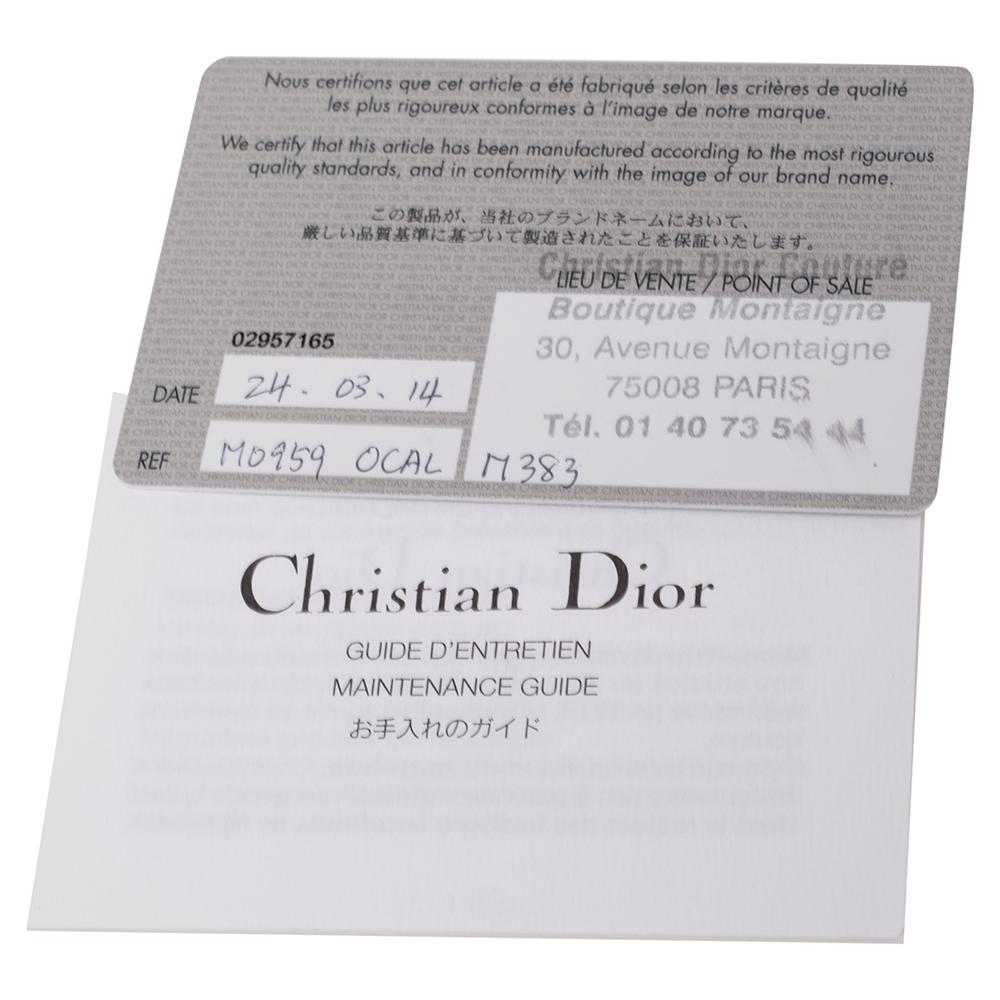 Nous certifions que cet article a été fabriqué selon les critères de qualité
les plus rigoureux conformes à l'image de notre marque.
We certify that this article has been manufactured according to the most rigourous
quality standards, and in conformity with the image of our brand name.
この製品が、当社のブランドネームにおいて、
厳しい品質基準に基づいて製造されたことを保証いたします。
Christian Dior Couture
LIEU DE VENTE / POINT OF SALE
Boutique Montaigne
30, Avenue Montaigne
75008 PARIS
Tél. 01 40 73 54 44
02957165
DATE 24. 03. 14
REF M0959 OCAL M383
Christian Dior
GUIDE D'ENTRETIEN
MAINTENANCE GUIDE
お手入れのガイド